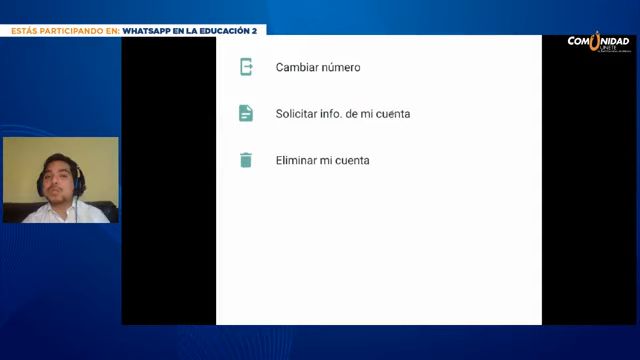 ESTÁS PARTICIPANDO EN: WHATSAPP EN LA EDUCACIÓN 2
COMUNIDAD
ÚNETE
Cambiar número
Solicitar info. de mi cuenta
Eliminar mi cuenta